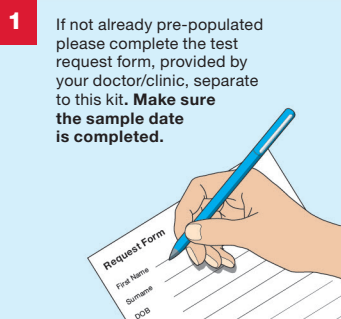 1
If not already pre-populated
please complete the test
request form, provided by
your doctor/clinic, separate
to this kit. Make sure
the sample date
is completed.
Request Form
First Name
Surname
DOB